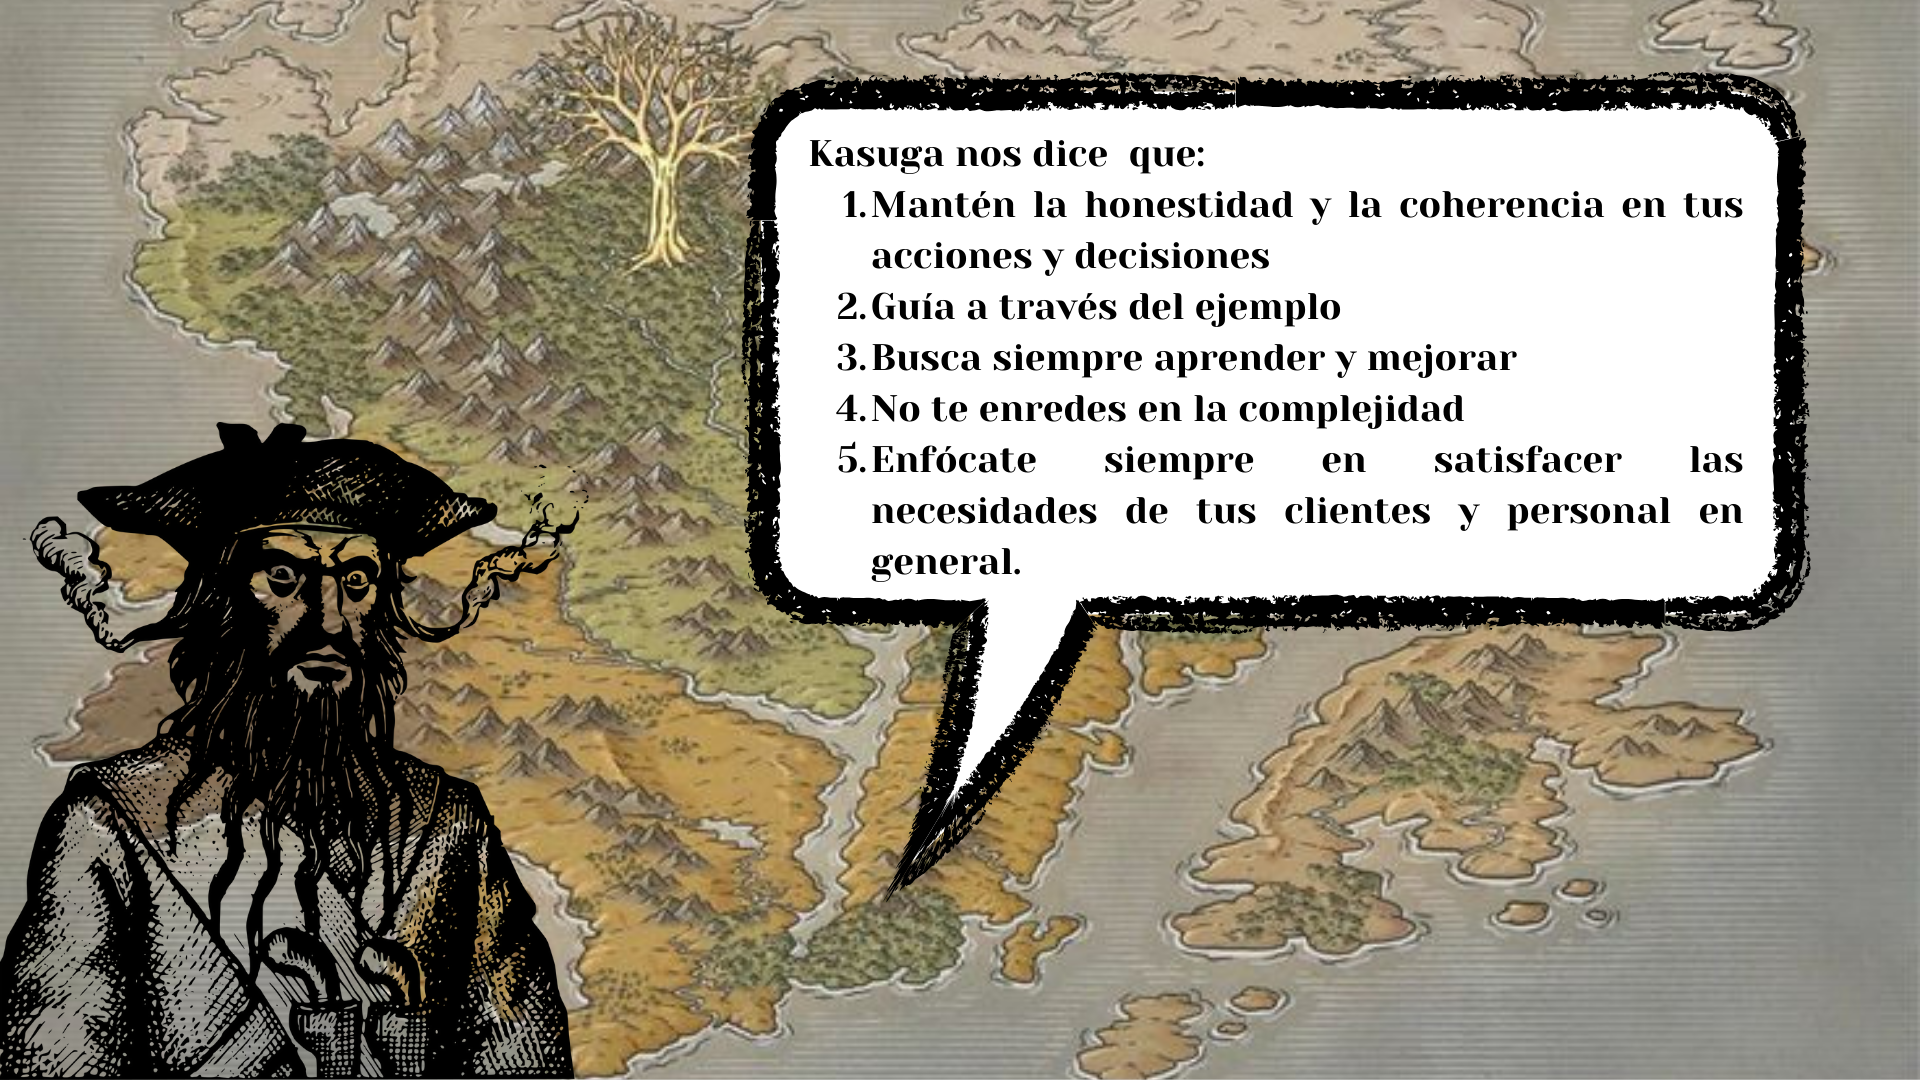 Kasuga nos dice  que:
1. Mantén la honestidad y la coherencia en tus
acciones y decisiones
2. Guía a través del ejemplo
3. Busca siempre aprender y mejorar
4. No te enredes en la complejidad
5. Enfócate siempre en satisfacer las
necesidades de tus clientes y personal en
general.